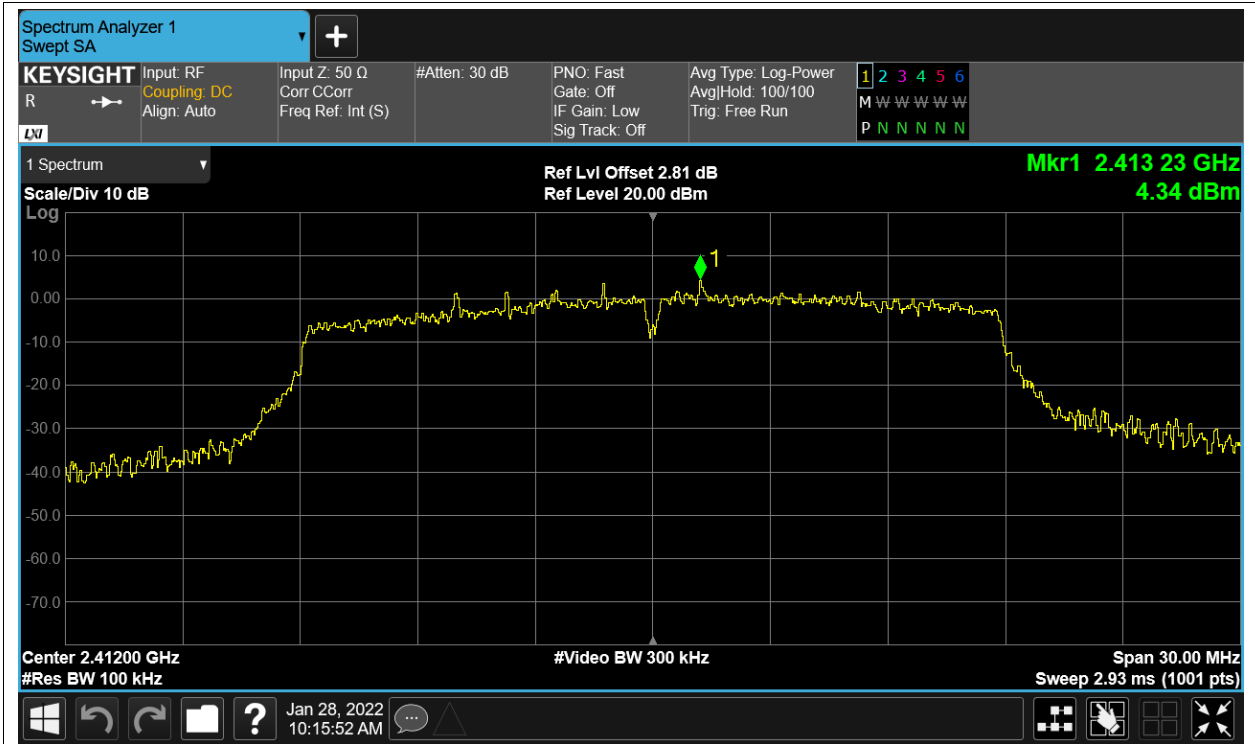 Spectrum Analyzer 1
Swept SA
+
KEYSIGHT
R
LXI
Input: RF
Coupling: DC
Align: Auto
Input Z: 50 Ω
Corr CCorr
Freq Ref: Int (S)
#Atten: 30 dB
PNO: Fast
Gate: Off
IF Gain: Low
Sig Track: Off
Avg Type: Log-Power
Avg|Hold: 100/100
Trig: Free Run
1 2 3 4 5 6
M W W W W W
P N N N N N
1 Spectrum
Scale/Div 10 dB
Log
Ref Lvl Offset 2.81 dB
Ref Level 20.00 dBm
Mkr1 2.413 23 GHz
4.34 dBm
1
10.0
0.00
-10.0
-20.0
-30.0
-40.0
-50.0
-60.0
-70.0
Center 2.41200 GHz
#Res BW 100 kHz
#Video BW 300 kHz
Span 30.00 MHz
Sweep 2.93 ms (1001 pts)
?
Jan 28, 2022
10:15:52 AM